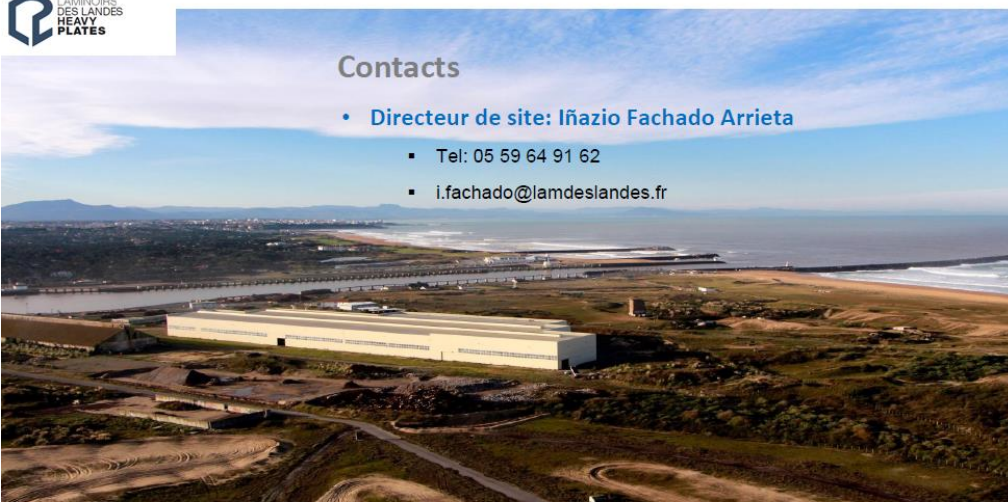 LAMINOIRS
DES LANDES
HEAVY
PLATES
Contacts
• Directeur de site: Iñazio Fachado Arrieta
▪ Tel: 05 59 64 91 62
▪ i.fachado@lamdeslandes.fr